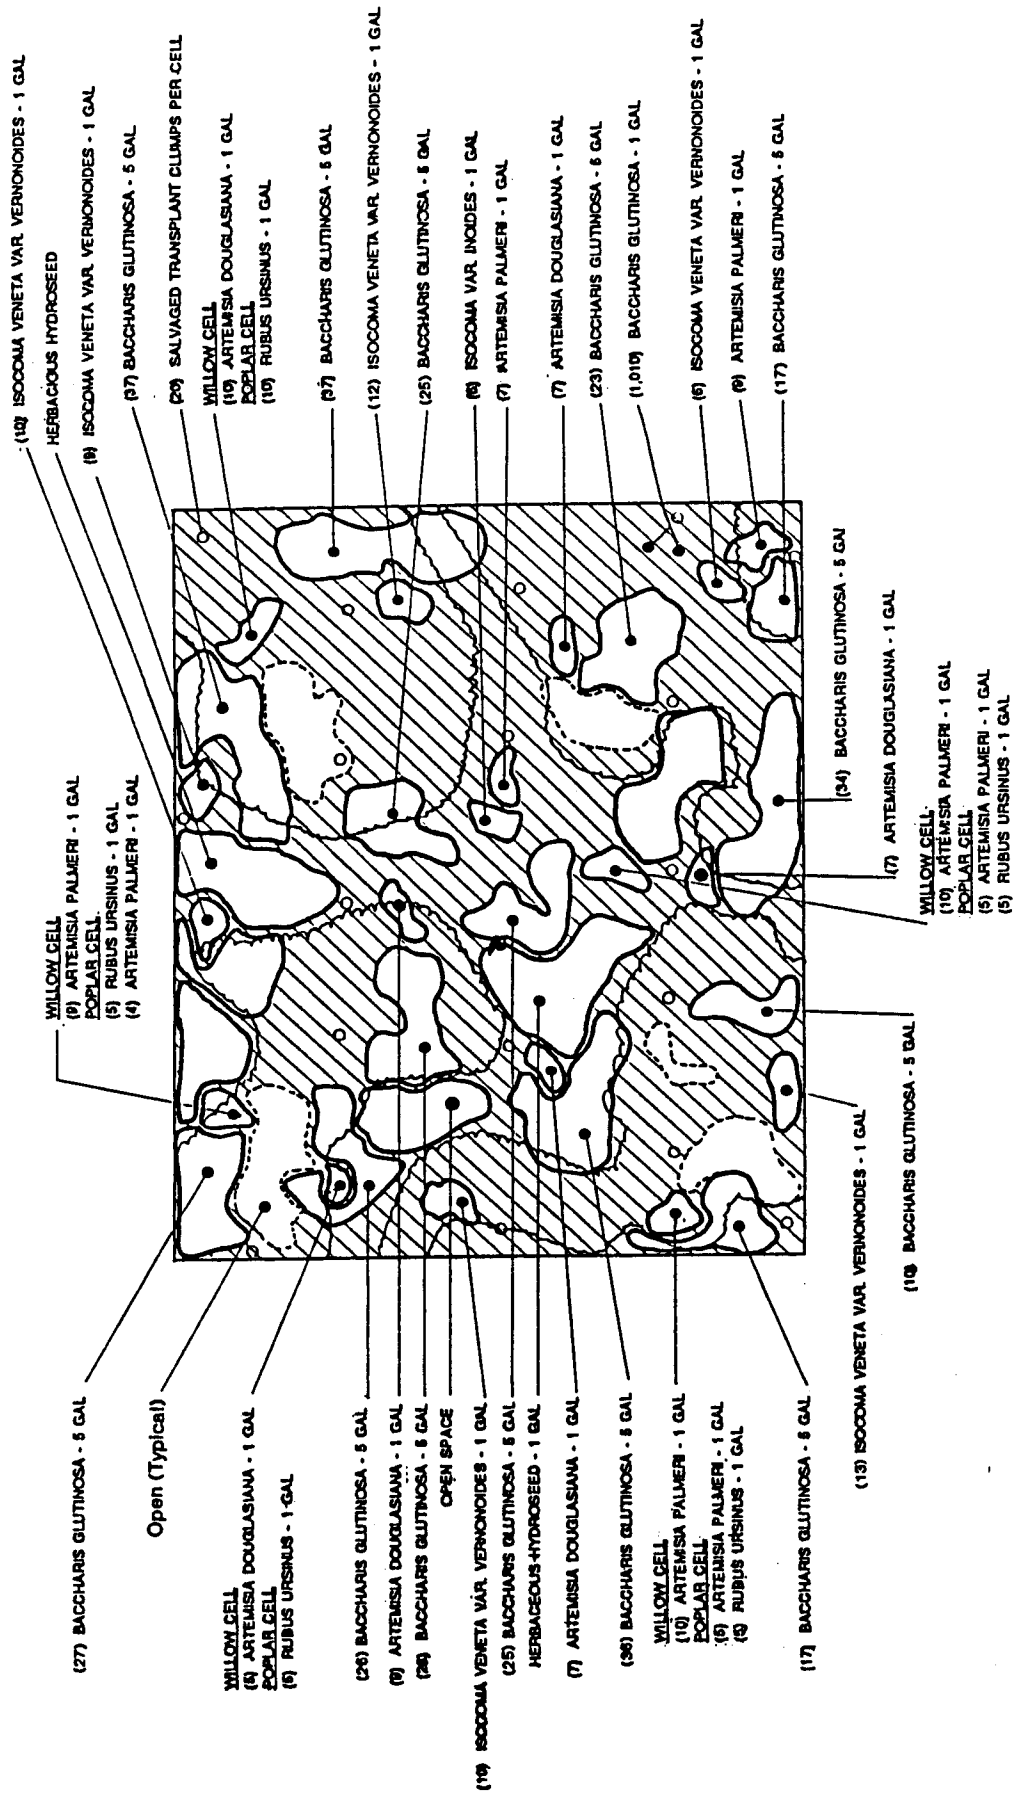 (10) ISOCOMA VENETA VAR. VERNONOIDES - 1 GAL
HERBACIOUS HYDROSEED
(9) ISOCOMA VENETA VAR. VERNONOIDES - 1 GAL
(37) BACCHARIS GLUTINOSA - 5 GAL
(20) SALVAGED TRANSPLANT CLUMPS PER CELL
WILLOW CELL
(10) ARTEMISIA DOUGLASIANA - 1 GAL
POPLAR CELL
(10) RUBUS URSINUS - 1 GAL
(37) BACCHARIS GLUTINOSA - 5 GAL
(12) ISOCOMA VENETA VAR. VERNONOIDES - 1 GAL
(25) BACCHARIS GLUTINOSA - 5 GAL
(6) ISOCOMA VAR. INOIDES - 1 GAL
(7) ARTEMISIA PALMERI - 1 GAL
(7) ARTEMISIA DOUGLASIANA - 1 GAL
(23) BACCHARIS GLUTINOSA - 5 GAL
(1,010) BACCHARIS GLUTINOSA - 1 GAL
(6) ISOCOMA VENETA VAR. VERNONOIDES - 1 GAL
(9) ARTEMISIA PALMERI - 1 GAL
(17) BACCHARIS GLUTINOSA - 5 GAL
WILLOW CELL
(9) ARTEMISIA PALMERI - 1 GAL
POPLAR CELL
(5) RUBUS URSINUS - 1 GAL
(4) ARTEMISIA PALMERI - 1 GAL
(34) BACCHARIS GLUTINOSA - 5 GAL
(7) ARTEMISIA DOUGLASIANA - 1 GAL
WILLOW CELL
(10) ARTEMISIA PALMERI - 1 GAL
POPLAR CELL
(5) ARTEMISIA PALMERI - 1 GAL
(5) RUBUS URSINUS - 1 GAL
(27) BACCHARIS GLUTINOSA - 5 GAL
Open (Typical)
WILLOW CELL
(5) ARTEMISIA DOUGLASIANA - 1 GAL
POPLAR CELL
(5) RUBUS URSINUS - 1 GAL
(26) BACCHARIS GLUTINOSA - 5 GAL
(9) ARTEMISIA DOUGLASIANA - 1 GAL
(26) BACCHARIS GLUTINOSA - 5 GAL
OPEN SPACE
(10) ISOCOMA VENETA VAR. VERNONOIDES - 1 GAL
(25) BACCHARIS GLUTINOSA - 5 GAL
HERBACEOUS HYDROSEED - 1 GAL
(7) ARTEMISIA DOUGLASIANA - 1 GAL
(36) BACCHARIS GLUTINOSA - 5 GAL
WILLOW CELL
(10) ARTEMISIA PALMERI - 1 GAL
POPLAR CELL
(5) ARTEMISIA PALMERI - 1 GAL
(5) RUBUS URSINUS - 1 GAL
(17) BACCHARIS GLUTINOSA - 5 GAL
(13) ISOCOMA VENETA VAR. VERNONOIDES - 1 GAL
(10) BACCHARIS GLUTINOSA - 5 GAL